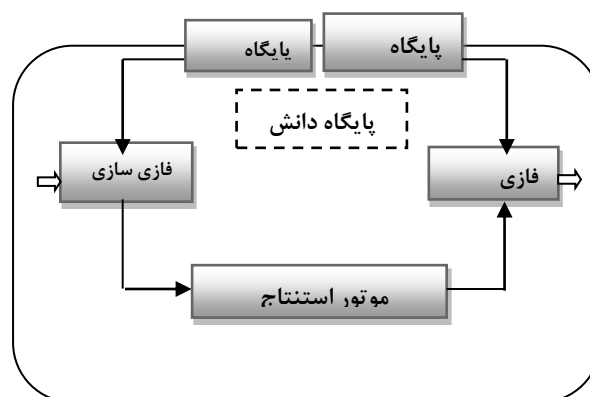 پایگاه
پایگاه
پایگاه دانش
فازی سازی
فازی
موتور استنتاج